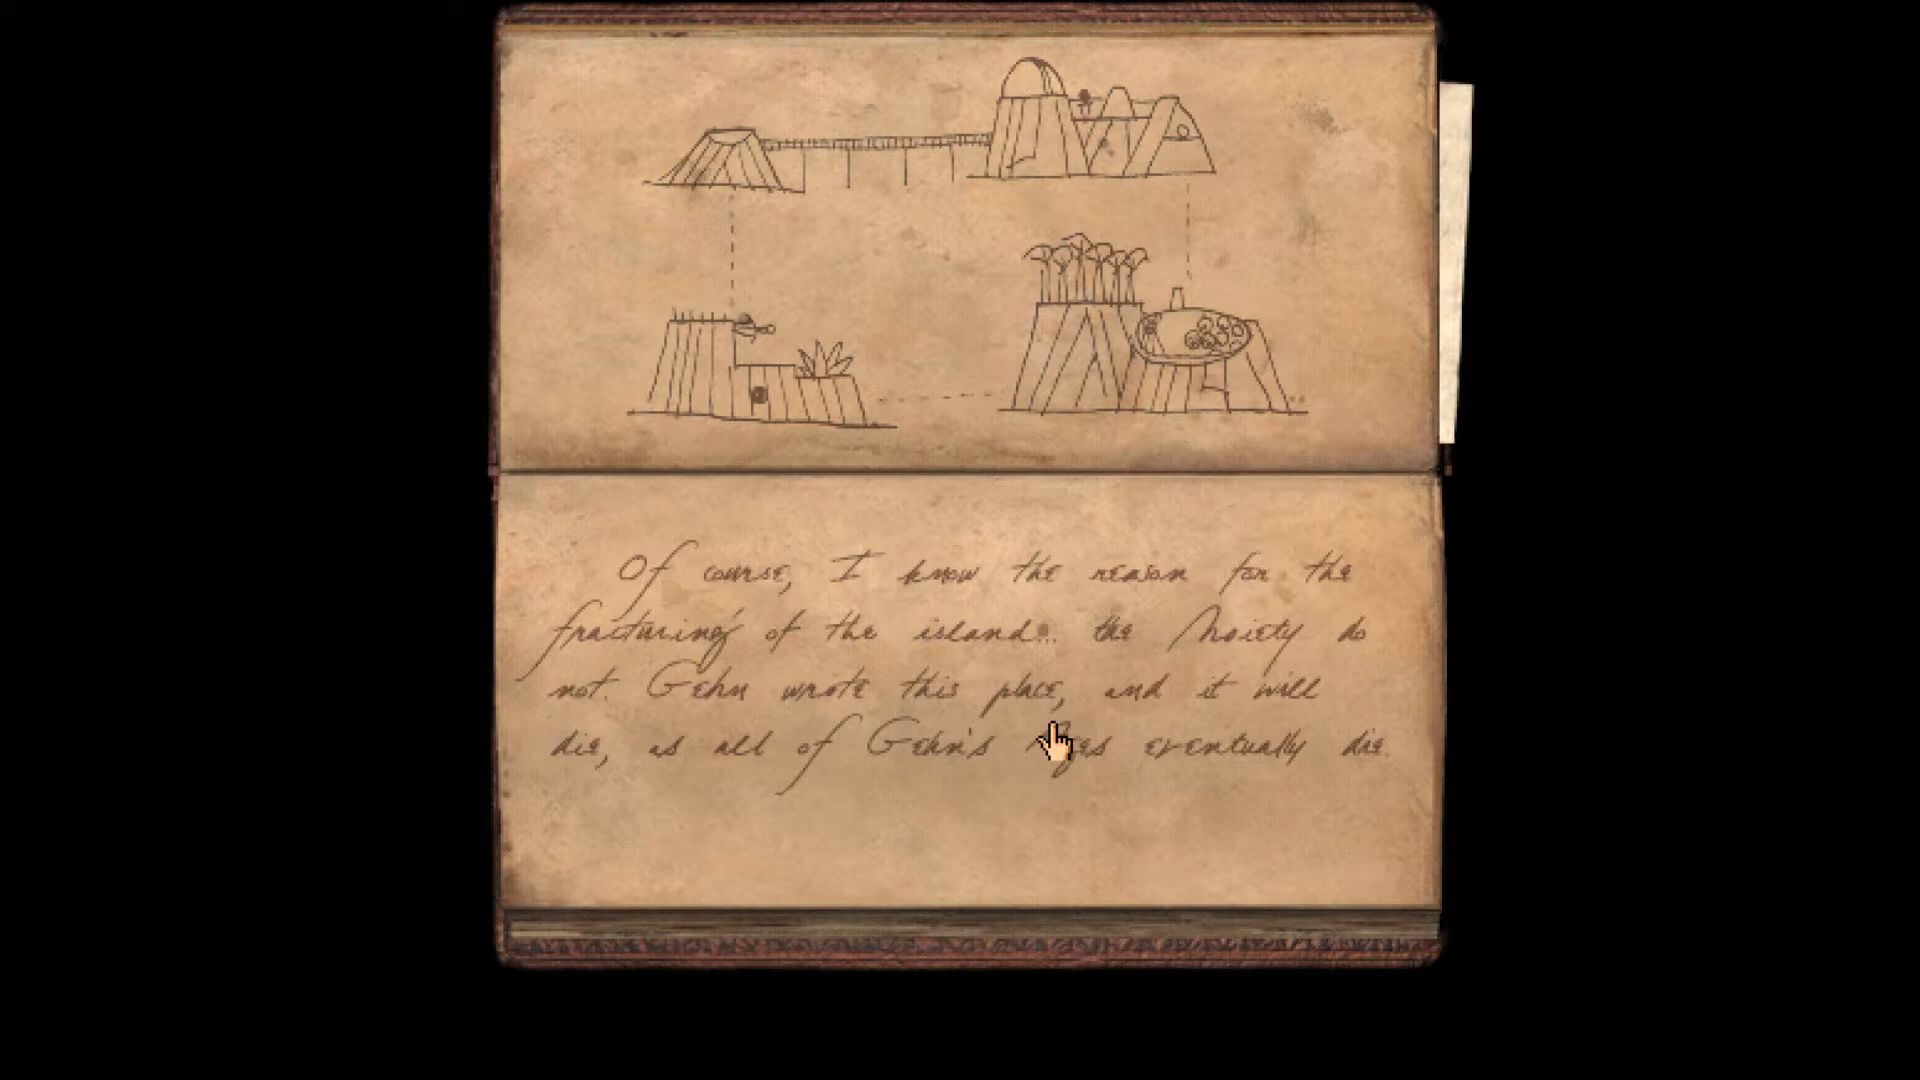 Of course, I know the reason for the
fracturing of the island... the Moiety do
not. Gehn wrote this place, and it will
die, as all of Gehn's eventually die.